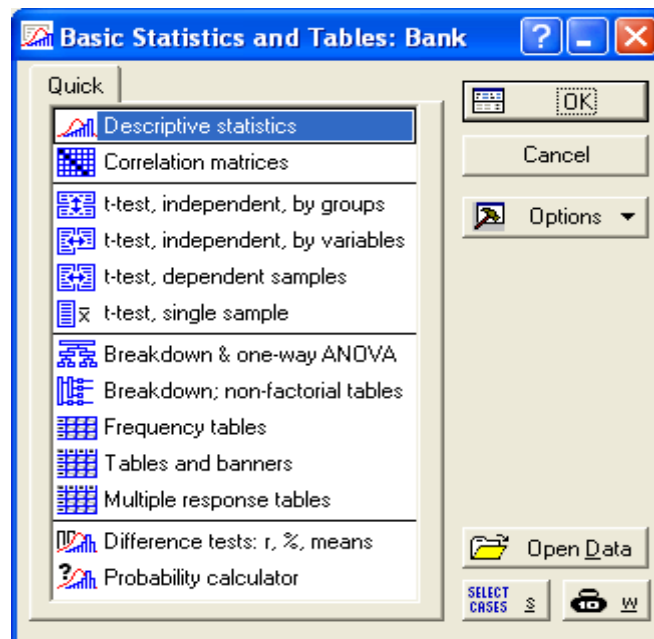 Basic Statistics and Tables: Bank
Quick
Descriptive statistics
Correlation matrices
t-test, independent, by groups
t-test, independent, by variables
t-test, dependent samples
x̄ t-test, single sample
Breakdown & one-way ANOVA
Breakdown; non-factorial tables
Frequency tables
Tables and banners
Multiple response tables
Difference tests: r, %, means
Probability calculator
OK
Cancel
Options
Open Data
SELECT
CASES S
W